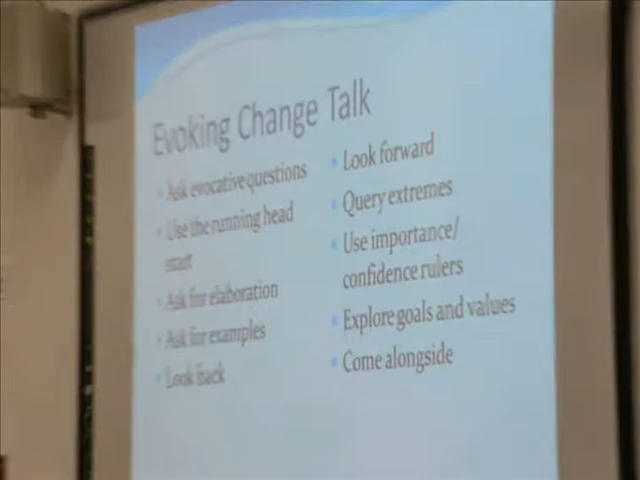 Evoking Change Talk
Ask evocative questions
Use the running head
start
Ask for elaboration
Ask for examples
Look back
Look forward
Query extremes
Use importance/
confidence rulers
Explore goals and values
Come alongside